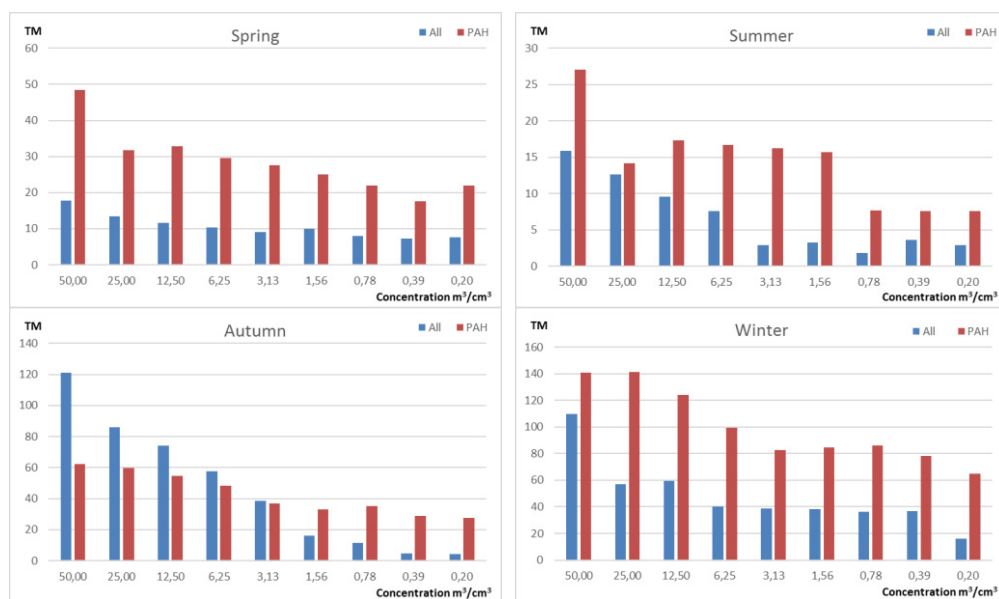 TM
Spring
All PAH
60
50
40
30
20
10
0
50,00 25,00 12,50 6,25 3,13 1,56 0,78 0,39 0,20
Concentration m³/cm³
TM
Summer
All PAH
30
25
20
15
10
5
0
50,00 25,00 12,50 6,25 3,13 1,56 0,78 0,39 0,20
Concentration m³/cm³
TM
Autumn
All PAH
140
120
100
80
60
40
20
0
50,00 25,00 12,50 6,25 3,13 1,56 0,78 0,39 0,20
Concentration m³/cm³
TM
Winter
All PAH
160
140
120
100
80
60
40
20
0
50,00 25,00 12,50 6,25 3,13 1,56 0,78 0,39 0,20
Concentration m³/cm³